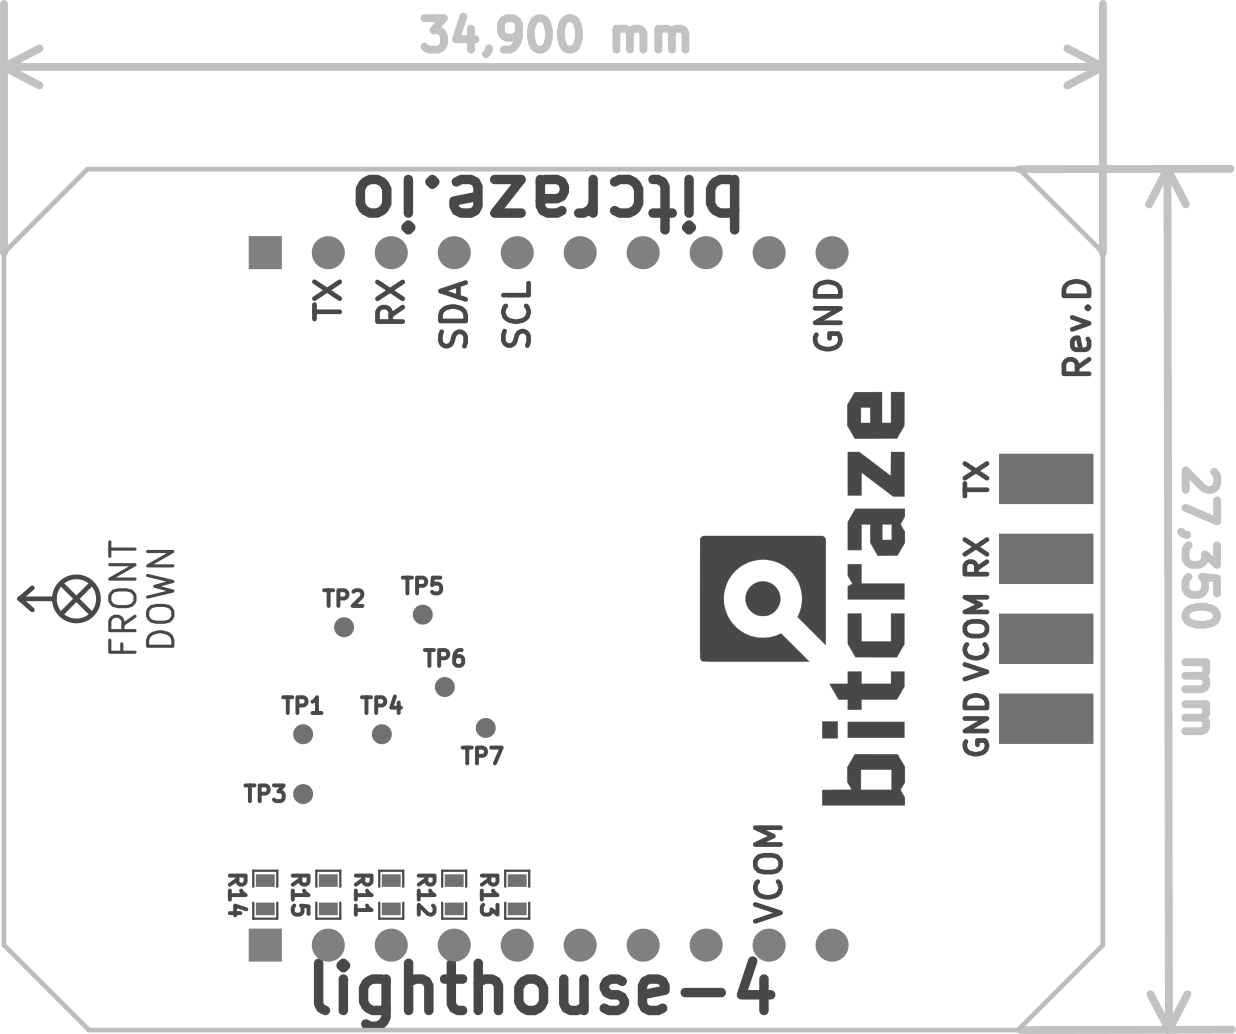 34,900 mm
bitcraze.io
TX
RX
SDA
SCL
GND
Rev.D
bitcraze
TX
RX
VCOM
GND
27,350 mm
FRONT
DOWN
TP2
TP5
TP6
TP1
TP4
TP7
TP3
R14
R15
R11
R12
R13
VCOM
lighthouse-4